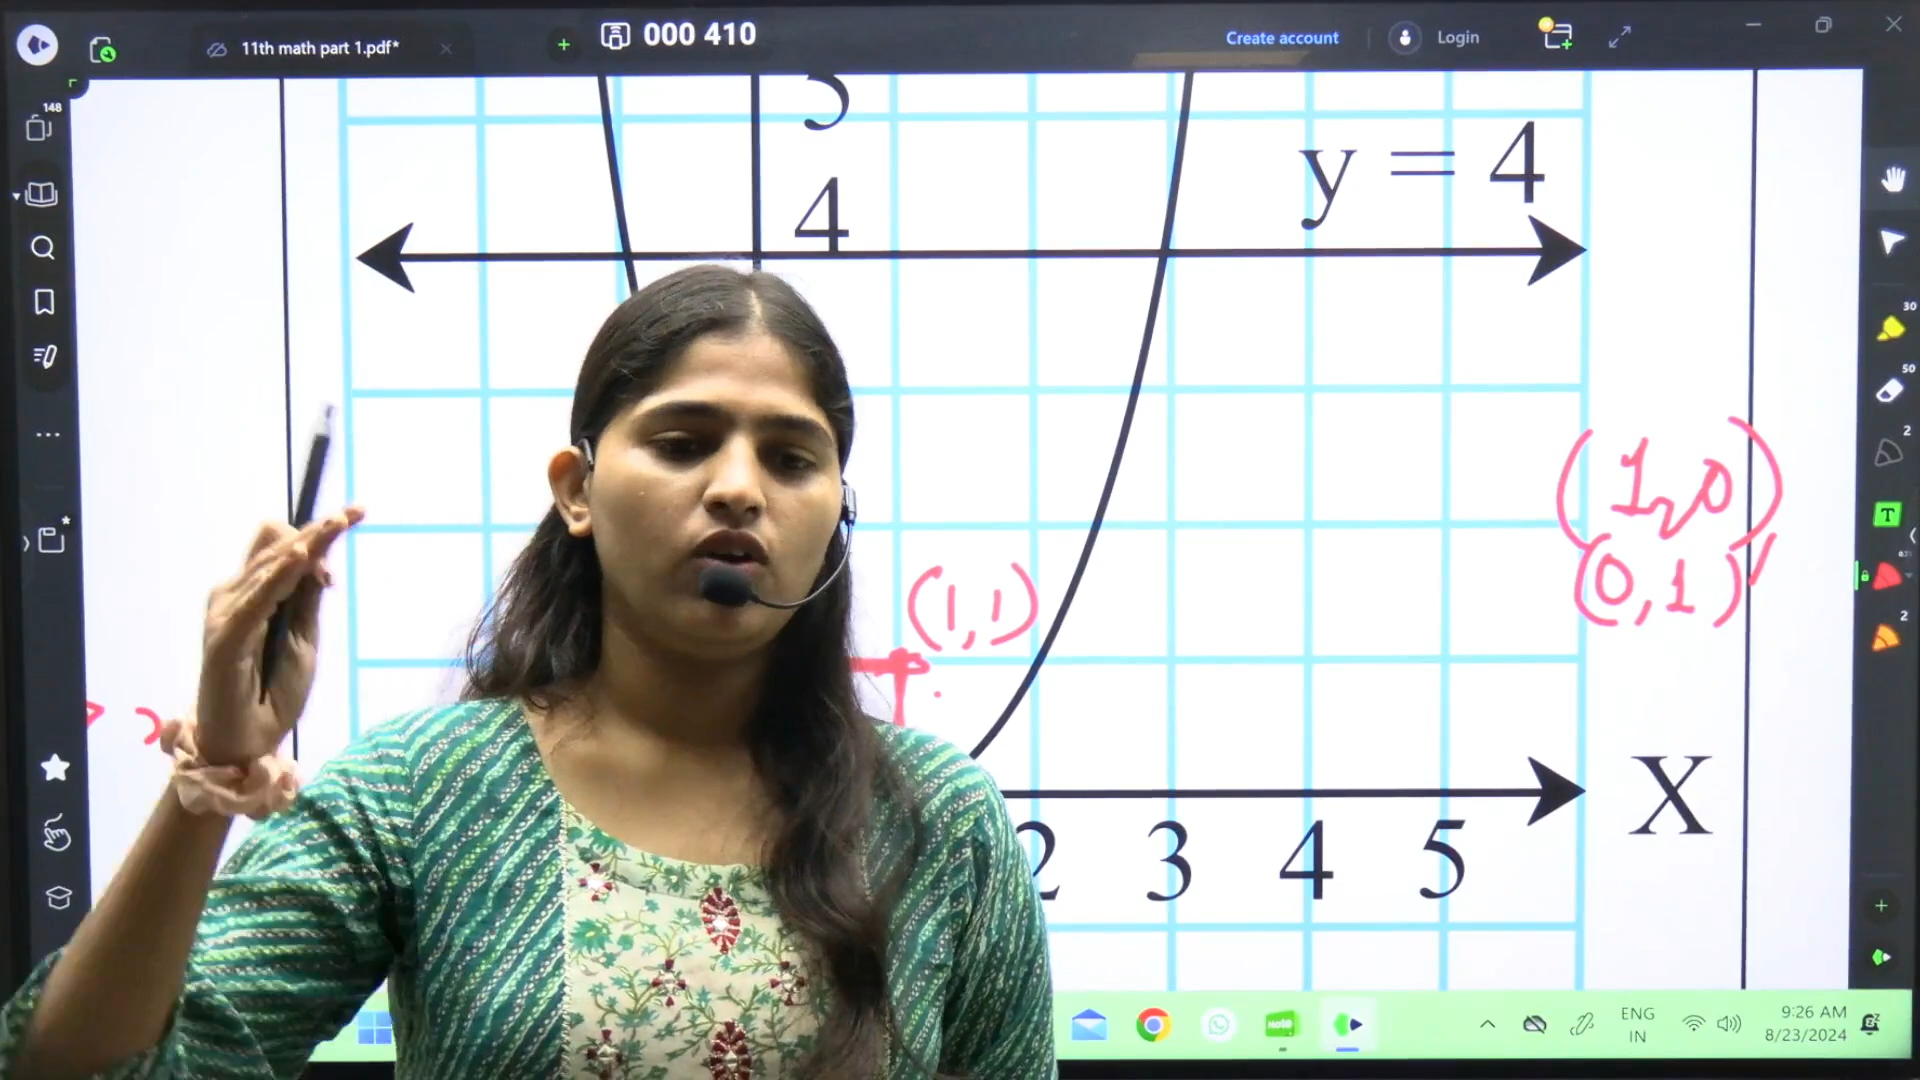 11th math part 1.pdf*
000 410
Create account
Login
148
y = 4
4
30
50
2
(1,0)
(0,1)
(1,1)
2
X
2 3 4 5
ENG
IN
9:26 AM
8/23/2024